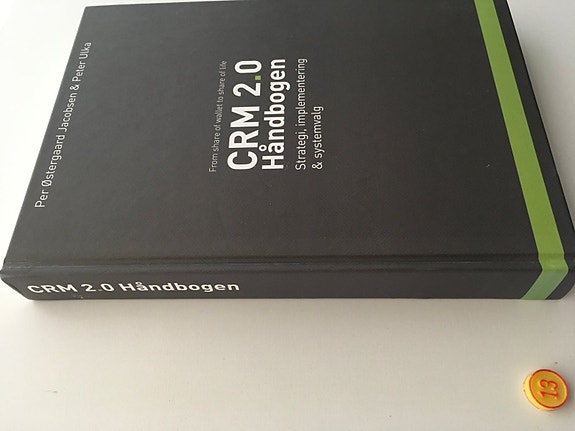 Per Østergaard Jacobsen & Peter Ulka
From share of wallet to share of life
CRM 2.0
Håndbogen
Strategi, implementering
& systemvalg
CRM 2.0 Håndbogen
13